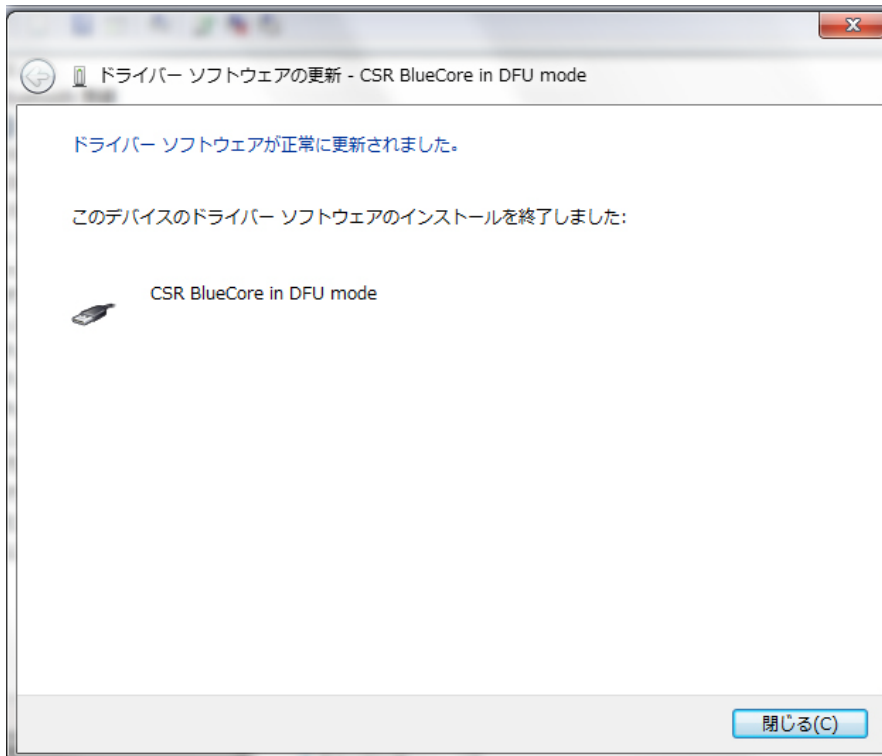 ドライバー ソフトウェアの更新 - CSR BlueCore in DFU mode
ドライバー ソフトウェアが正常に更新されました。
このデバイスのドライバー ソフトウェアのインストールを終了しました:
CSR BlueCore in DFU mode
閉じる(C)